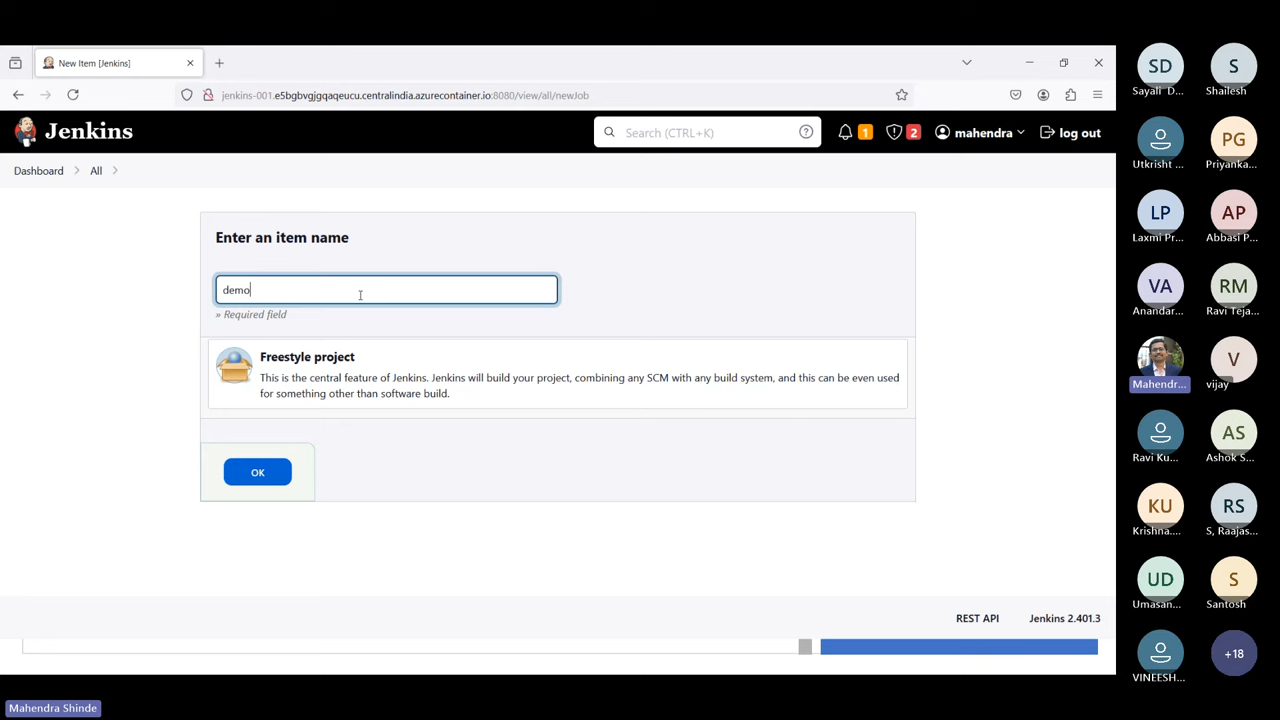 New Item [Jenkins]
jenkins-001.e5bgbvgjgqaqeucu.centralindia.azurecontainer.io:8080/view/all/newJob
Jenkins
Search (CTRL+K)
1
2
mahendra
log out
Dashboard
All
Enter an item name
demo
» Required field
Freestyle project
This is the central feature of Jenkins. Jenkins will build your project, combining any SCM with any build system, and this can be even used
for something other than software build.
OK
REST API
Jenkins 2.401.3
SD
Sayali D...
S
Shailesh
Utkrisht ...
PG
Priyanka...
LP
Laxmi Pr...
AP
Abbasi P...
VA
Anandar...
RM
Ravi Teja...
Mahendr...
V
vijay
Ravi Ku...
AS
Ashok S...
KU
Krishna....
RS
S, Raajas...
UD
Umasan...
S
Santosh
VINEESH...
+18
Mahendra Shinde